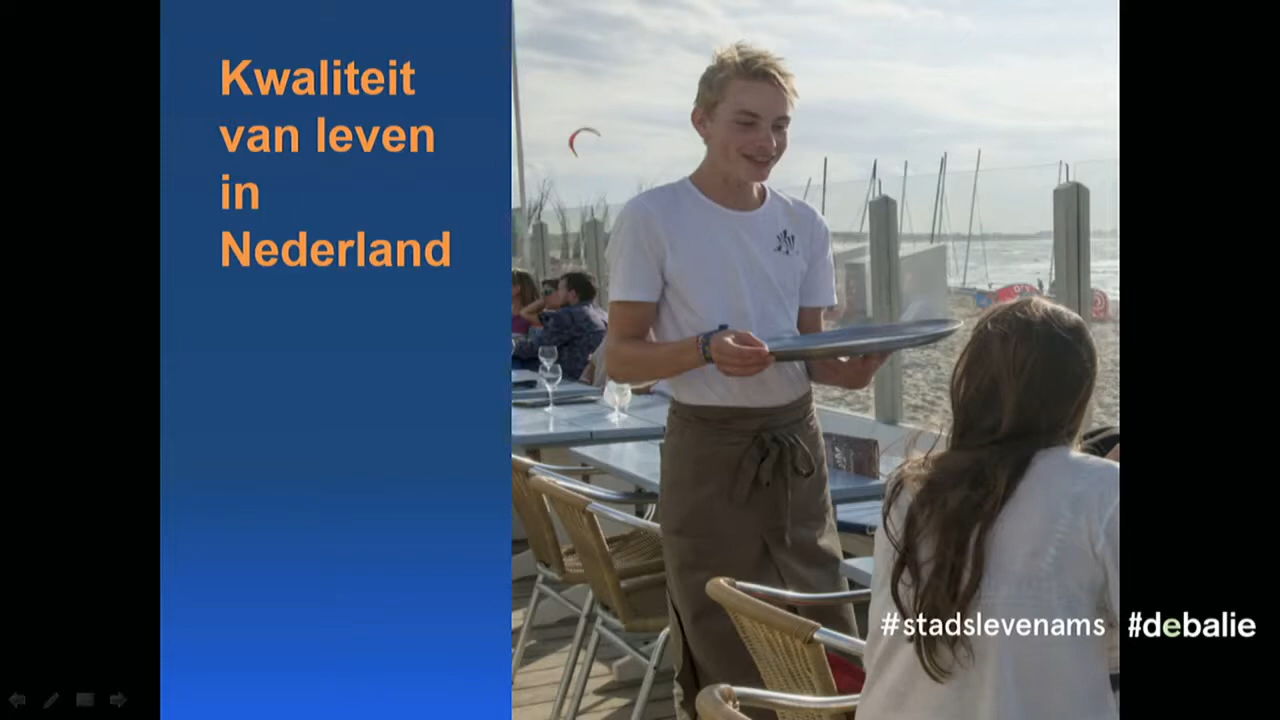 Kwaliteit
van leven
in
Nederland
#stadslevenams #debalie